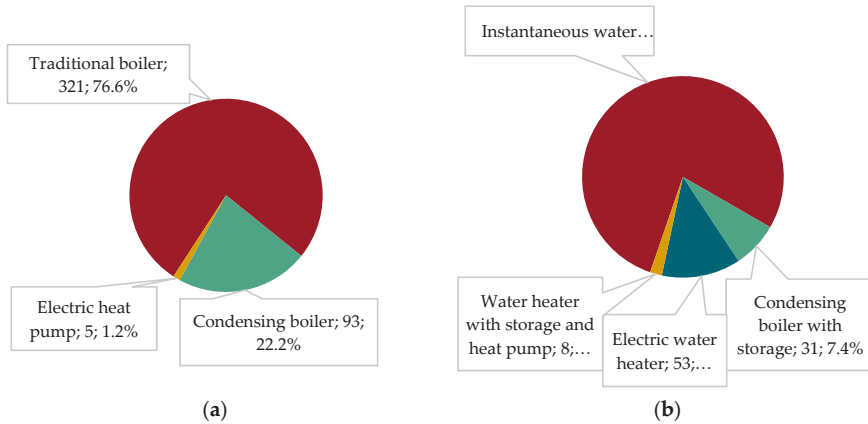 Traditional boiler;
321; 76.6%
Electric heat
pump; 5; 1.2%
Condensing boiler; 93;
22.2%
(a)
Instantaneous water…
Water heater
with storage and
heat pump; 8;…
Electric water
heater; 53;…
Condensing
boiler with
storage; 31; 7.4%
(b)